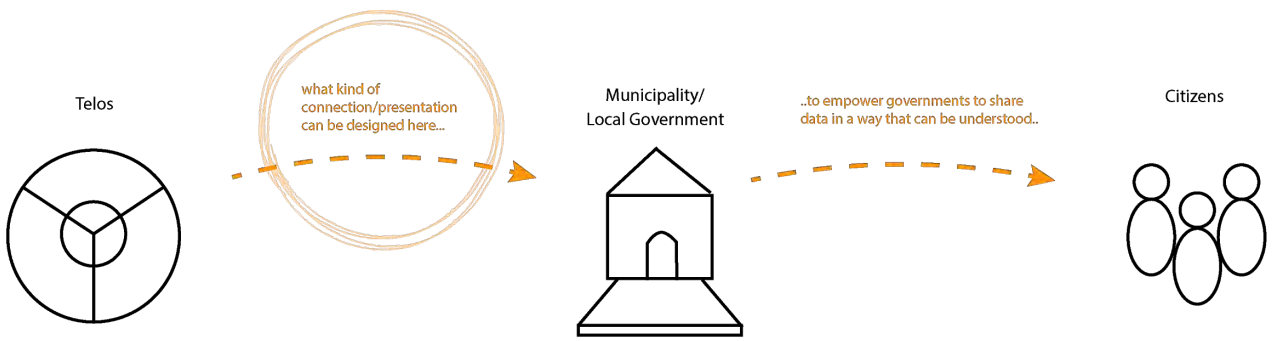 Telos
what kind of
connection/presentation
can be designed here...
Municipality/
Local Government
..to empower governments to share
data in a way that can be understood..
Citizens